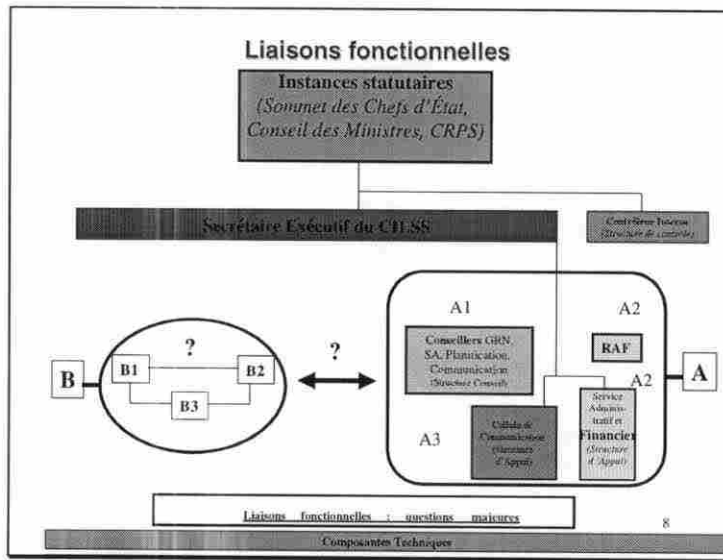 Liaisons fonctionnelles
Instances statutaires
(Sommet des Chefs d'État,
Conseil des Ministres, CRPS)
Secrétaire Exécutif du CILSS
Contrôleur Interne
(Structure de contrôle)
A1
A2
?
?
Conseillers GRN,
SA, Planification,
Communication
(Structure Conseil)
RAF
B
B1
B2
A
A2
B3
Service
Adminis-
tratif et
Financier
(Structure
d'Appui)
A3
Cellule de
Communication
(Structure
d'Appui)
Liaisons fonctionnelles : questions majeures
8
Composantes Techniques